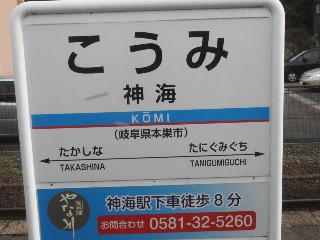 こうみ
神海
KŌMI
(岐阜県本巣市)
たかしな たにぐみぐち
TAKASHINA TANIGUMIGUCHI
神海駅下車徒歩8分
お問合わせ 0581-32-5260